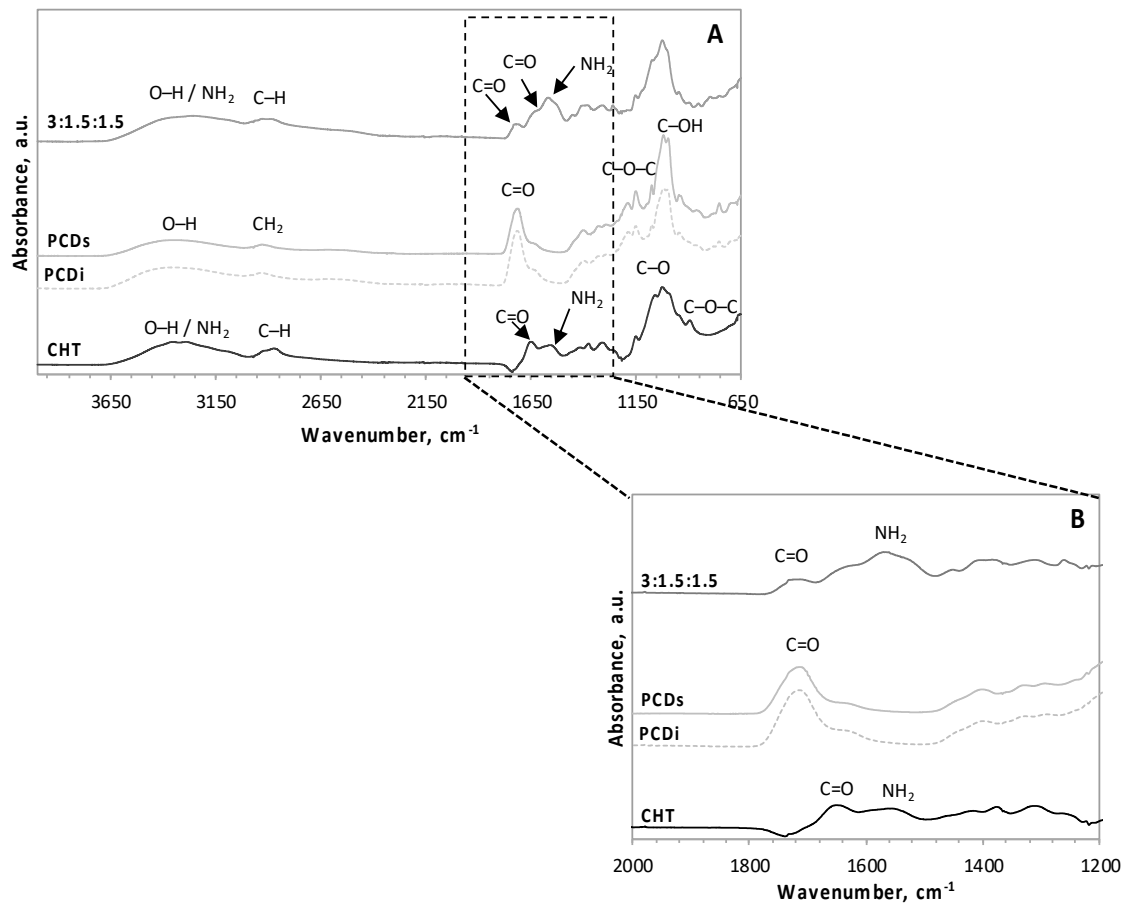 A
C=O
C=O
NH₂
O–H / NH₂
C–H
3:1.5:1.5
C–OH
C–O–C
C=O
O–H
CH₂
PCDs
PCDi
C–O
C–O–C
NH₂
C=O
O–H / NH₂
C–H
CHT
Absorbance, a.u.
3650 3150 2650 2150 1650 1150 650
Wavenumber, cm⁻¹
B
NH₂
C=O
3:1.5:1.5
C=O
PCDs
PCDi
C=O
NH₂
CHT
Absorbance, a.u.
2000 1800 1600 1400 1200
Wavenumber, cm⁻¹